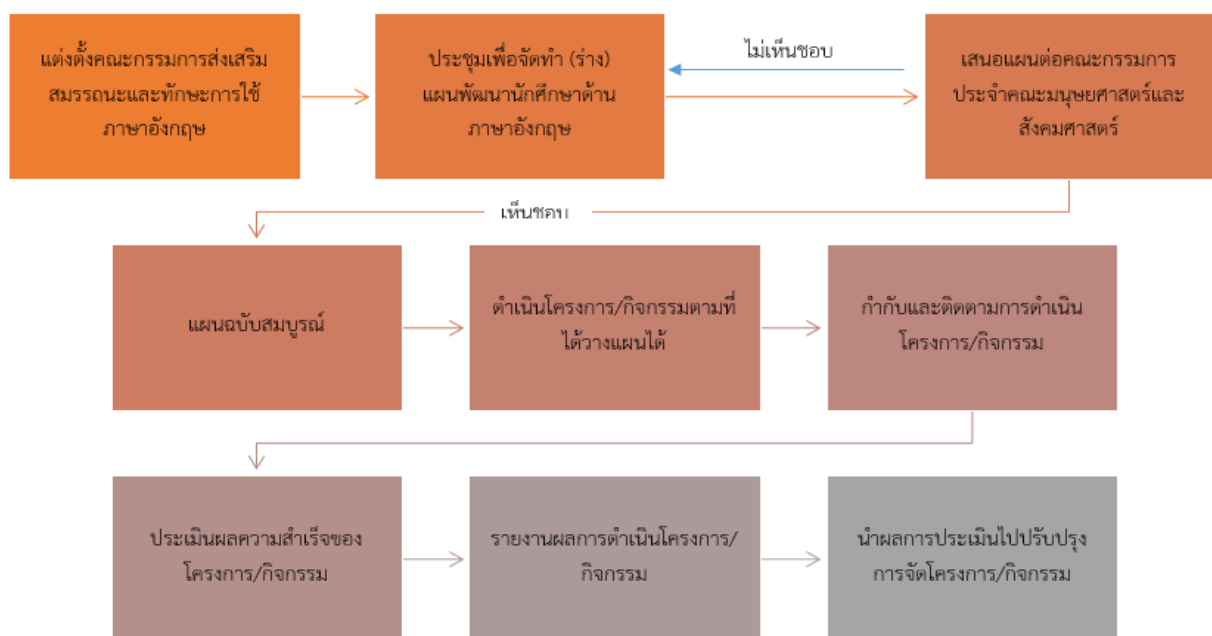 แต่งตั้งคณะกรรมการส่งเสริม
สมรรถนะและทักษะการใช้
ภาษาอังกฤษ
ประชุมเพื่อจัดทำ (ร่าง)
แผนพัฒนานักศึกษาด้าน
ภาษาอังกฤษ
ไม่เห็นชอบ
เสนอแผนต่อคณะกรรมการ
ประจำคณะมนุษยศาสตร์และ
สังคมศาสตร์
เห็นชอบ
แผนฉบับสมบูรณ์
ดำเนินโครงการ/กิจกรรมตามที่
ได้วางแผนได้
กำกับและติดตามการดำเนิน
โครงการ/กิจกรรม
ประเมินผลความสำเร็จของ
โครงการ/กิจกรรม
รายงานผลการดำเนินโครงการ/
กิจกรรม
นำผลการประเมินไปปรับปรุง
การจัดโครงการ/กิจกรรม